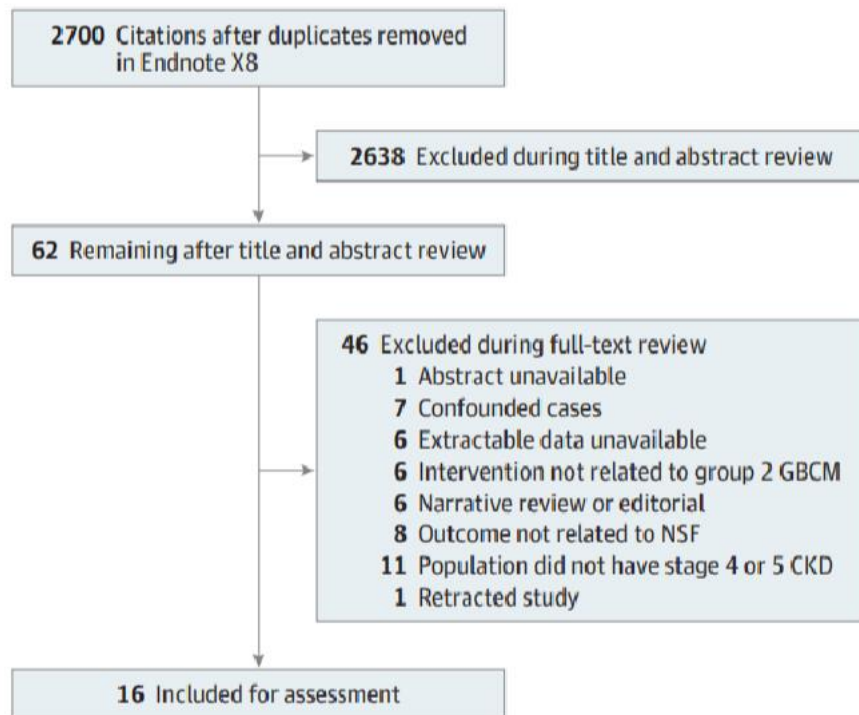 2700 Citations after duplicates removed
in Endnote X8
2638 Excluded during title and abstract review
62 Remaining after title and abstract review
46 Excluded during full-text review
1 Abstract unavailable
7 Confounded cases
6 Extractable data unavailable
6 Intervention not related to group 2 GBCM
6 Narrative review or editorial
8 Outcome not related to NSF
11 Population did not have stage 4 or 5 CKD
1 Retracted study
16 Included for assessment